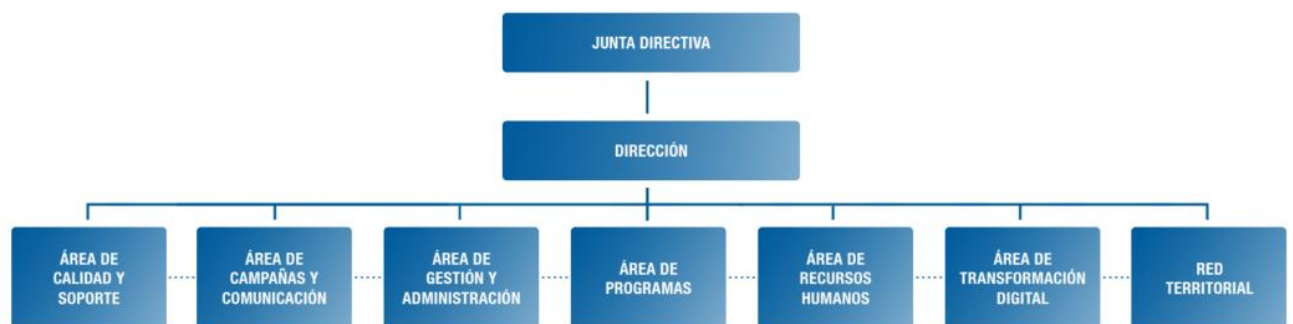 JUNTA DIRECTIVA
DIRECCIÓN
ÁREA DE
CALIDAD Y
SOPORTE
ÁREA DE
CAMPAÑAS Y
COMUNICACIÓN
ÁREA DE
GESTIÓN Y
ADMINISTRACIÓN
ÁREA DE
PROGRAMAS
ÁREA DE
RECURSOS
HUMANOS
ÁREA DE
TRANSFORMACIÓN
DIGITAL
RED
TERRITORIAL